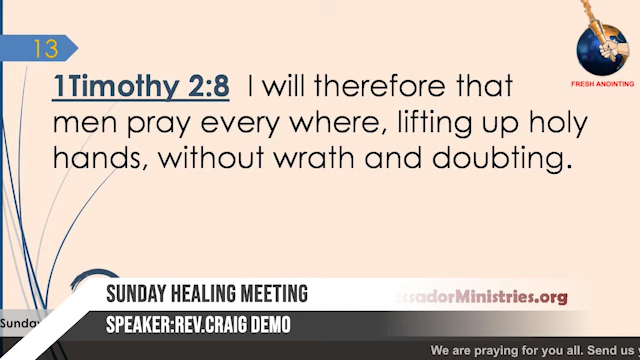 13
FRESH ANOINTING
1Timothy 2:8 I will therefore that
men pray every where, lifting up holy
hands, without wrath and doubting.
SUNDAY HEALING MEETING
ssadorMinistries.org
Sunday
SPEAKER:REV.CRAIG DEMO
We are praying for you all. Send us